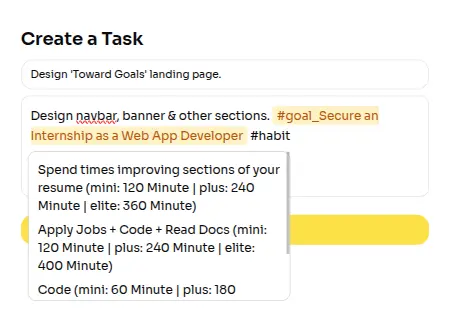 Create a Task
Design 'Toward Goals' landing page.
Design navbar, banner & other sections. #goal_Secure an
Internship as a Web App Developer #habit
Spend times improving sections of your
resume (mini: 120 Minute | plus: 240
Minute | elite: 360 Minute)
Apply Jobs + Code + Read Docs (mini:
120 Minute | plus: 240 Minute | elite:
400 Minute)
Code (mini: 60 Minute | plus: 180